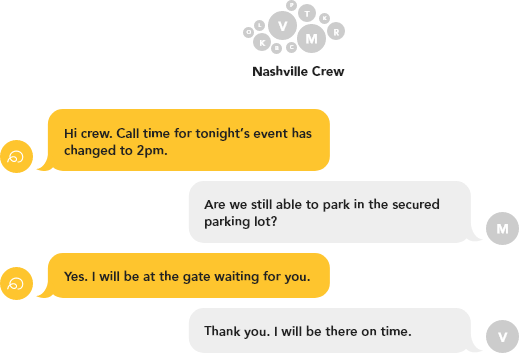 P
T
K
O
L
V
M
R
K
R
C
Nashville Crew
Hi crew. Call time for tonight's event has
changed to 2pm.
Are we still able to park in the secured
parking lot?
M
Yes. I will be at the gate waiting for you.
Thank you. I will be there on time.
V